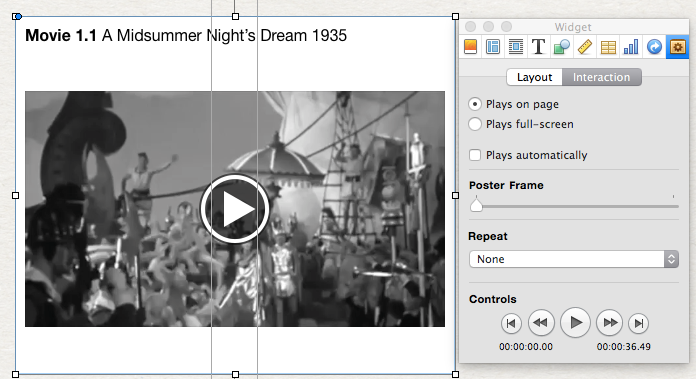 Movie 1.1 A Midsummer Night's Dream 1935
Widget
T
Layout Interaction
Plays on page
Plays full-screen
Plays automatically
Poster Frame
Repeat
None
Controls
00:00:00.00 00:00:36.49